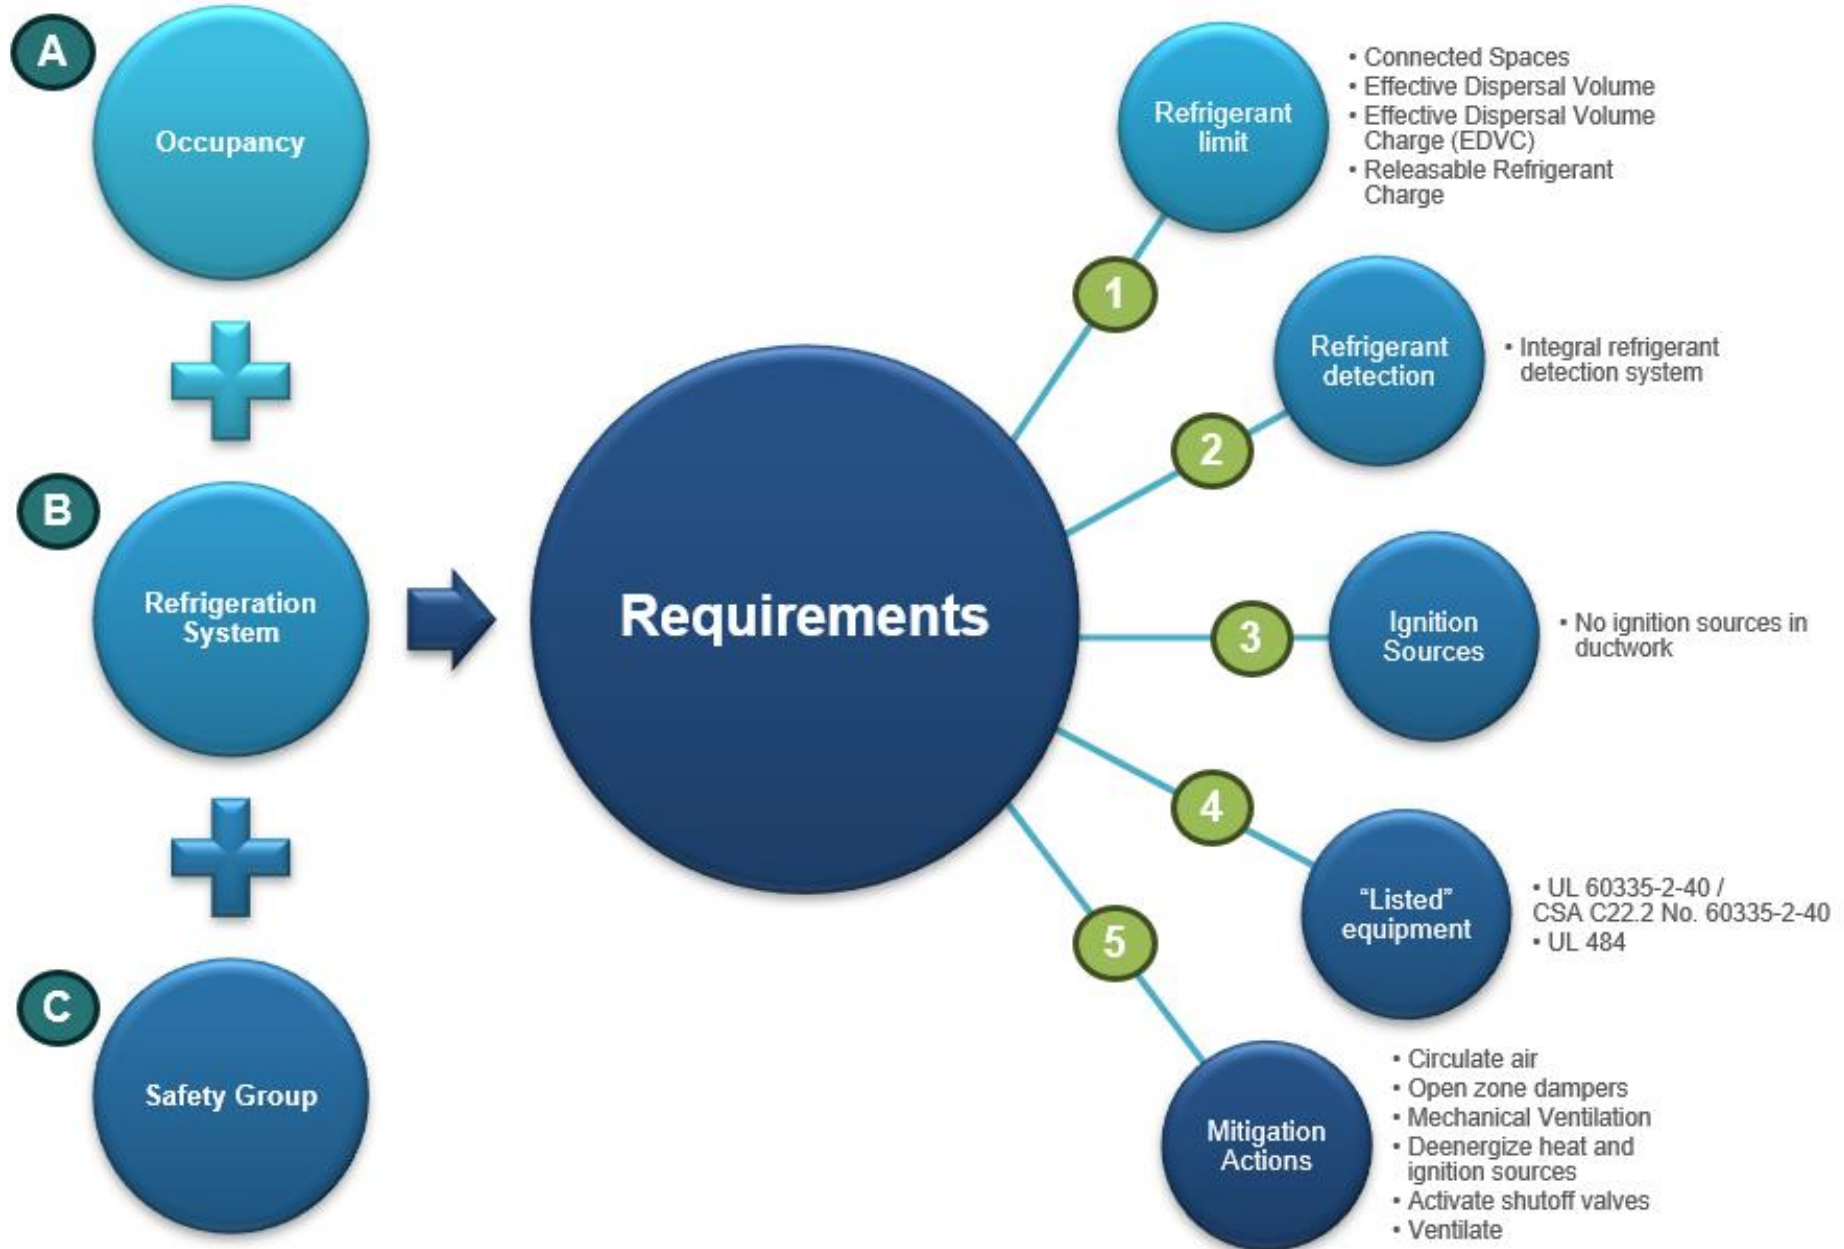 A
Occupancy
B
Refrigeration
System
C
Safety Group
Requirements
1
Refrigerant
limit
• Connected Spaces
• Effective Dispersal Volume
• Effective Dispersal Volume
Charge (EDVC)
• Releasable Refrigerant
Charge
2
Refrigerant
detection
• Integral refrigerant
detection system
3
Ignition
Sources
• No ignition sources in
ductwork
4
“Listed”
equipment
• UL 60335-2-40 /
CSA C22.2 No. 60335-2-40
• UL 484
5
Mitigation
Actions
• Circulate air
• Open zone dampers
• Mechanical Ventilation
• Deenergize heat and
ignition sources
• Activate shutoff valves
• Ventilate